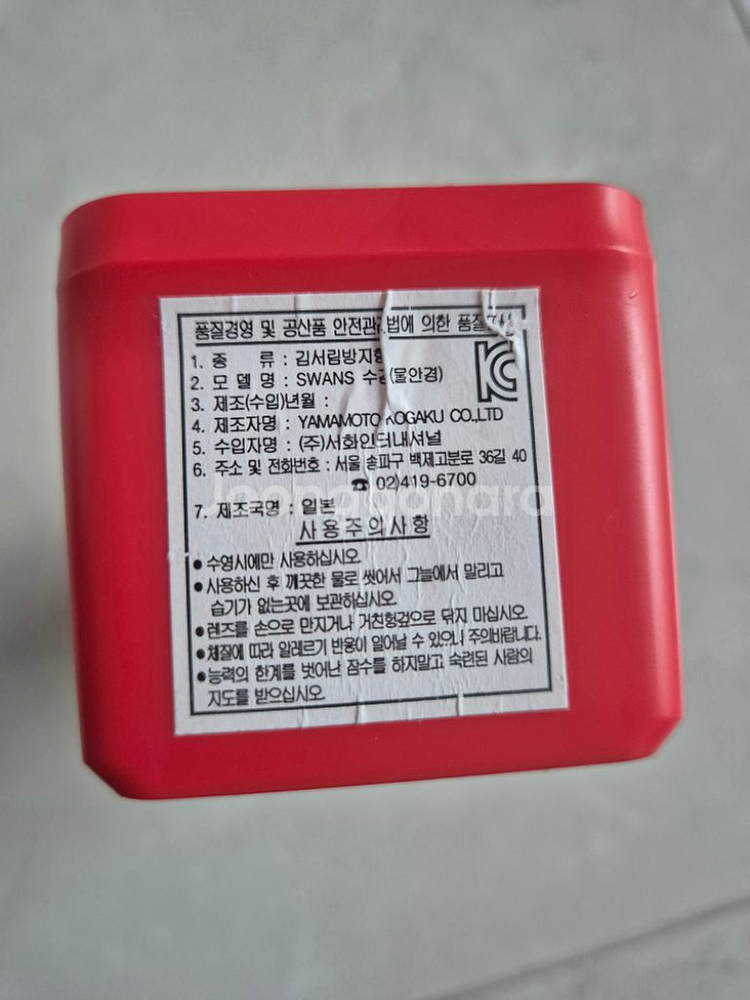 품질경영 및 공산품 안전관리법에 의한 품질표시
1. 종 류 : 김서림방지형
2. 모 델 명 : SWANS 수경(물안경)
3. 제조(수입)년월 :
4. 제조자명 : YAMAMOTO KOGAKU CO.,LTD
5. 수입자명 : (주)서화인터내셔널
6. 주소 및 전화번호 : 서울 송파구 백제고분로 36길 40
☎ 02)419-6700
7. 제조국명 : 일본
사용주의사항
● 수영시에만 사용하십시오.
● 사용하신 후 깨끗한 물로 씻어서 그늘에서 말리고
습기가 없는곳에 보관하십시오.
● 렌즈를 손으로 만지거나 거친헝겊으로 닦지 마십시오.
● 체질에 따라 알레르기 반응이 일어날 수 있으니 주의바랍니다.
● 능력의 한계를 벗어난 잠수를 하지말고 숙련된 사람의
지도를 받으십시오.
KC
joonggonara